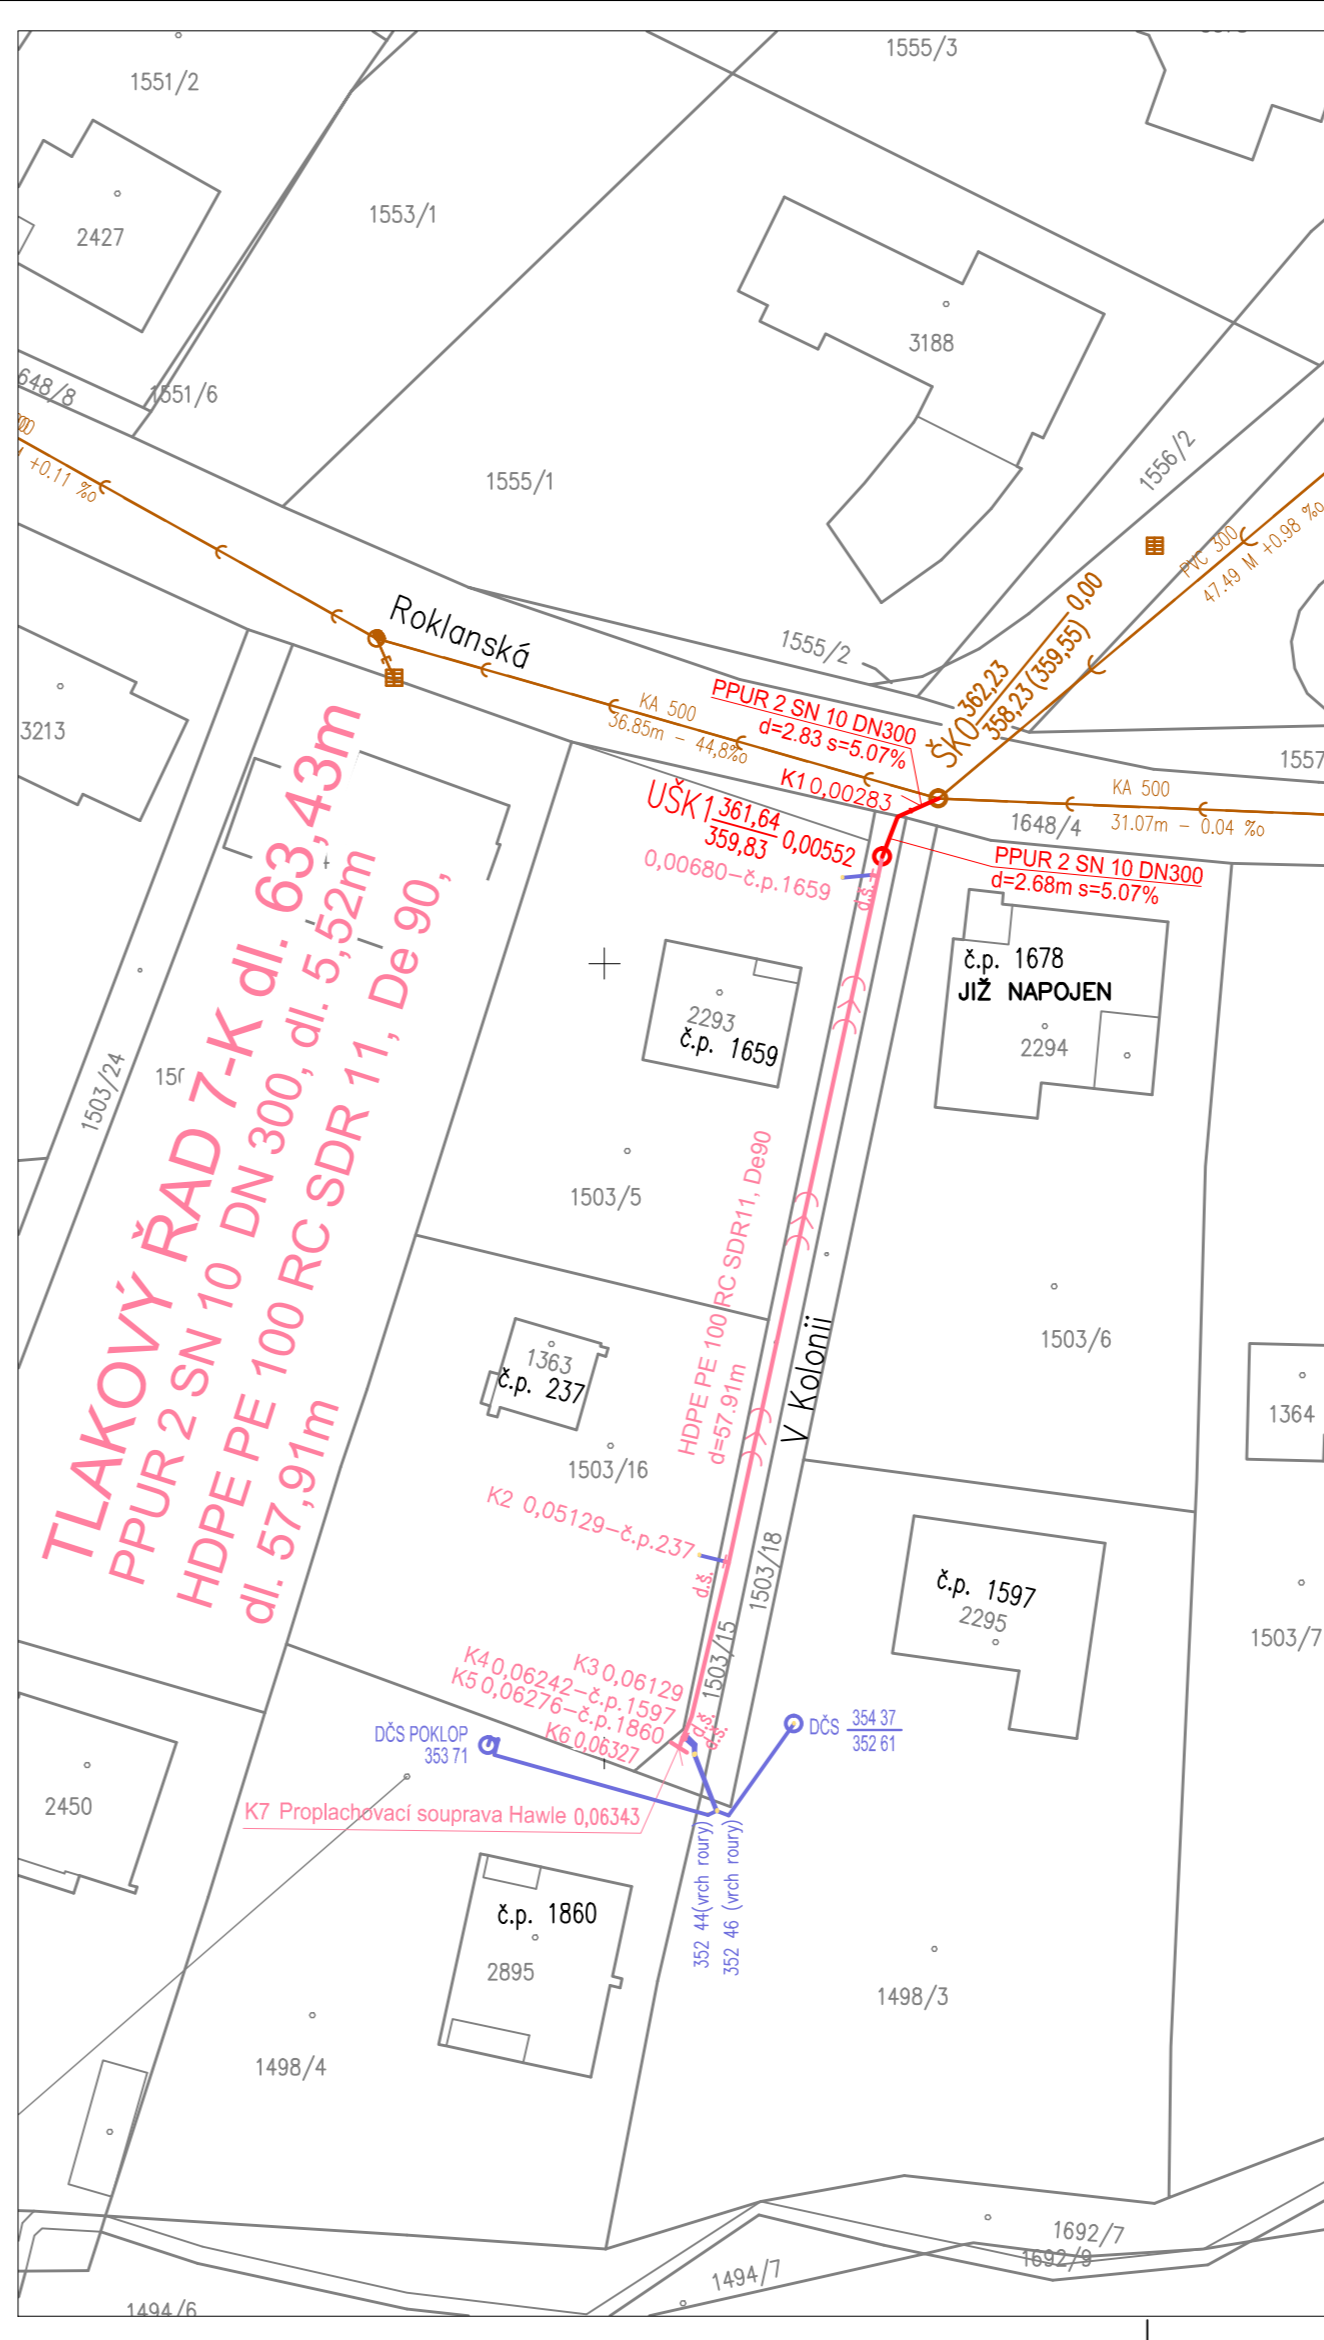 1551/2
1555/3
2427
1553/1
3188
648/8
1551/6
+0.11 ‰
1555/1
1556/2
PVC 300
47.49 M +0.98 ‰
Roklanská
1555/2
3213
KA 500
36.85m – 44,8‰
PPUR 2 SN 10 DN300
d=2.83 s=5.07%
K1 0,00283
ŠKO 362,23 0,00
358,23 (359,55)
1557
KA 500
31.07m – 0.04 ‰
1648/4
UŠK1 361,64 0,00552
359,83
0,00680–č.p.1659
d.š.
PPUR 2 SN 10 DN300
d=2.68m s=5.07%
č.p. 1678
JIŽ NAPOJEN
2294
2293
č.p. 1659
TLAKOVÝ ŘAD 7-K dl. 63,43m
PPUR 2 SN 10 DN 300, dl. 5,52m
HDPE PE 100 RC SDR 11, De 90,
dl. 57,91m
1503/24
1503/5
HDPE PE 100 RC SDR11, De90
d=57.91m
V Kolonii
1503/6
1363
č.p. 237
1503/16
1364
K2 0,05129–č.p.237
d.š.
1503/18
č.p. 1597
2295
1503/7
1503/15
K3 0,06129
K4 0,06242–č.p.1597
K5 0,06276–č.p.1860
K6 0,06327
d.š.
d.š.
DČS POKLOP
353 71
DČS 354 37
352 61
2450
K7 Proplachovací souprava Hawle 0,06343
352 44(vrch roury)
352 46 (vrch roury)
č.p. 1860
2895
1498/3
1498/4
1692/7
1692/9
1494/7
1494/6